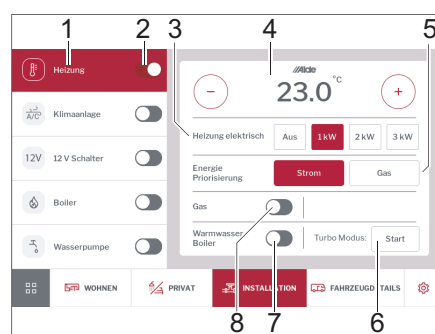 1
2
3
4
5
Heizung
Alde
23.0 °C
−
+
A/C
Klimaanlage
Heizung elektrisch
Aus
1 kW
2 kW
3 kW
12V
12 V Schalter
Energie
Priorisierung
Strom
Gas
Boiler
Gas
Wasserpumpe
Warmwasser
Boiler
Turbo Modus:
Start
WOHNEN
PRIVAT
INSTALLATION
FAHRZEUGDETAILS
8
7
6